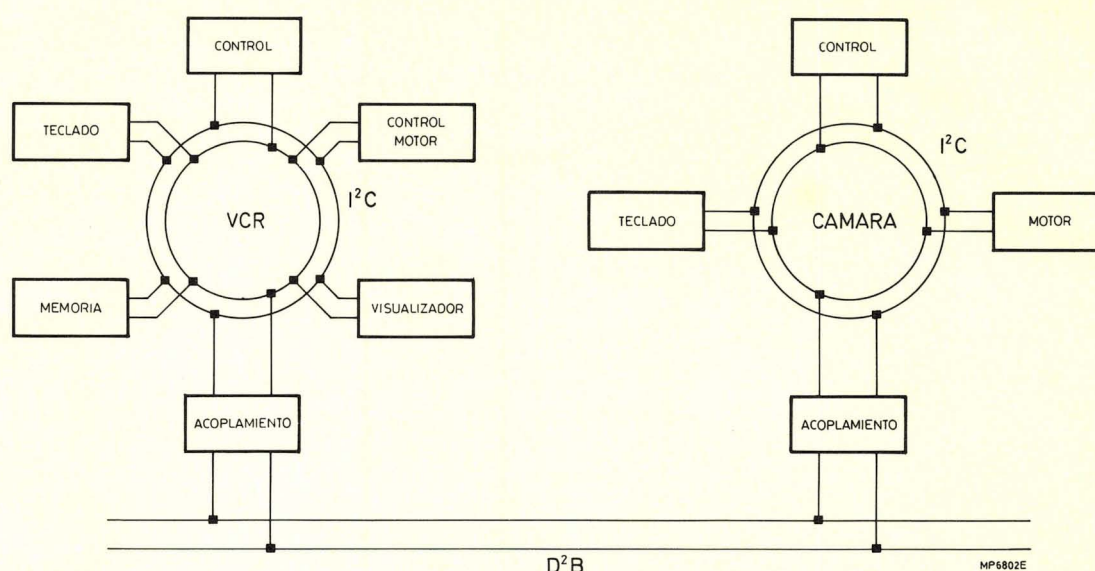 CONTROL
TECLADO
CONTROL
MOTOR
I²C
VCR
MEMORIA
VISUALIZADOR
ACOPLAMIENTO
CONTROL
I²C
TECLADO
CAMARA
MOTOR
ACOPLAMIENTO
D²B
MP6802E